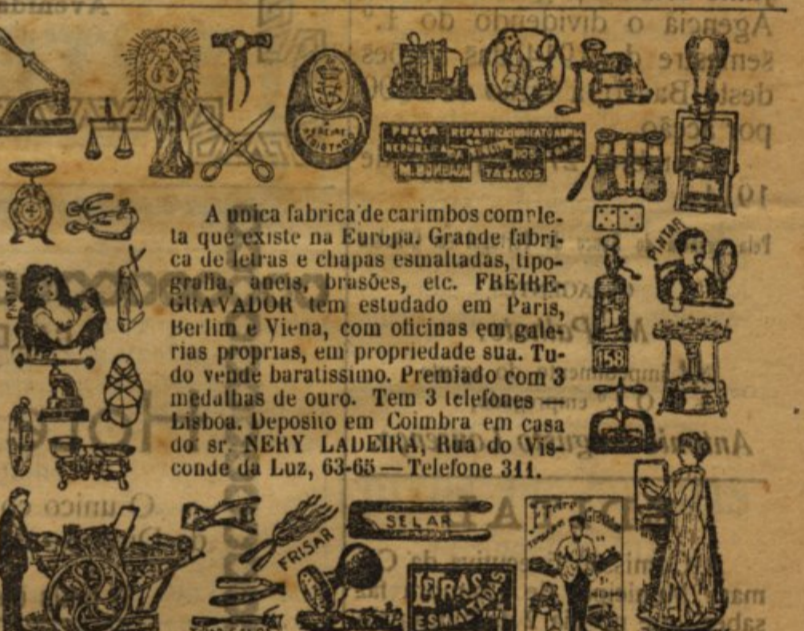 PRAÇA
REPUBLICA
M. BOMBARDA
TABACOS
A unica fabrica de carimbos comple-
ta que existe na Europa. Grande fabri-
ca de letras e chapas esmaltadas, tipo-
grafia, aneis, brasões, etc. FREIRE-
GRAVADOR tem estudado em Paris,
Berlim e Viena, com oficinas em gale-
rias proprias, em propriedade sua. Tu-
do vende baratissimo. Premiado com 3
medalhas de ouro. Tem 3 telefones —
Lisboa. Deposito em Coimbra em casa
do sr. NERY LADEIRA, Rua do Vis-
conde da Luz, 63-65 — Telefone 311.
PINTAR
PINTAR
158
SELAR
FRISAR
LETRAS
ESMALTADAS